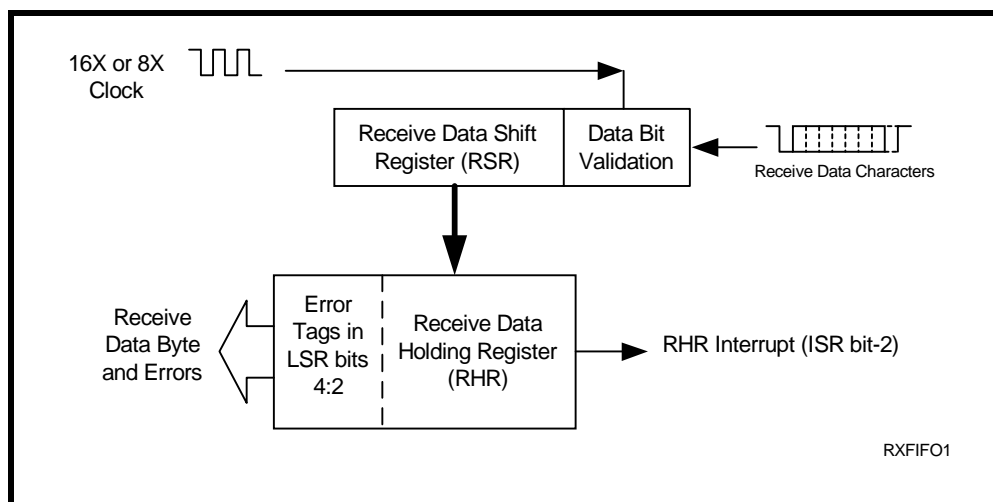 16X or 8X
Clock
Receive Data Shift
Register (RSR)
Data Bit
Validation
Receive Data Characters
Receive
Data Byte
and Errors
Error
Tags in
LSR bits
4:2
Receive Data
Holding Register
(RHR)
RHR Interrupt (ISR bit-2)
RXFIFO1